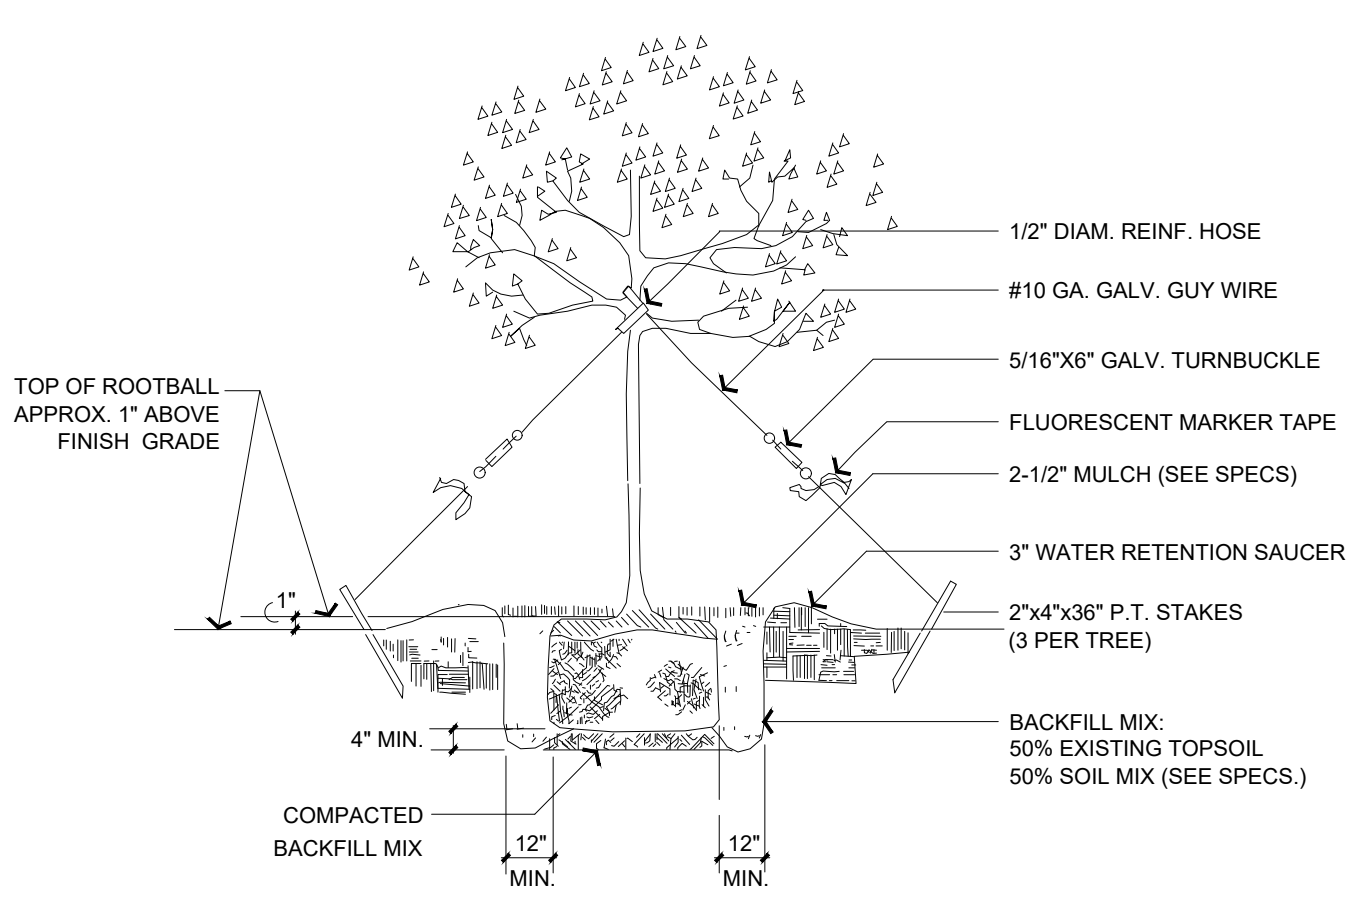 1/2" DIAM. REINF. HOSE
#10 GA. GALV. GUY WIRE
5/16"X6" GALV. TURNBUCKLE
TOP OF ROOTBALL
APPROX. 1" ABOVE
FINISH GRADE
FLUORESCENT MARKER TAPE
2-1/2" MULCH (SEE SPECS)
3" WATER RETENTION SAUCER
1"
2"x4"x36" P.T. STAKES
(3 PER TREE)
4" MIN.
BACKFILL MIX:
50% EXISTING TOPSOIL
50% SOIL MIX (SEE SPECS.)
COMPACTED
BACKFILL MIX
12"
MIN.
12"
MIN.